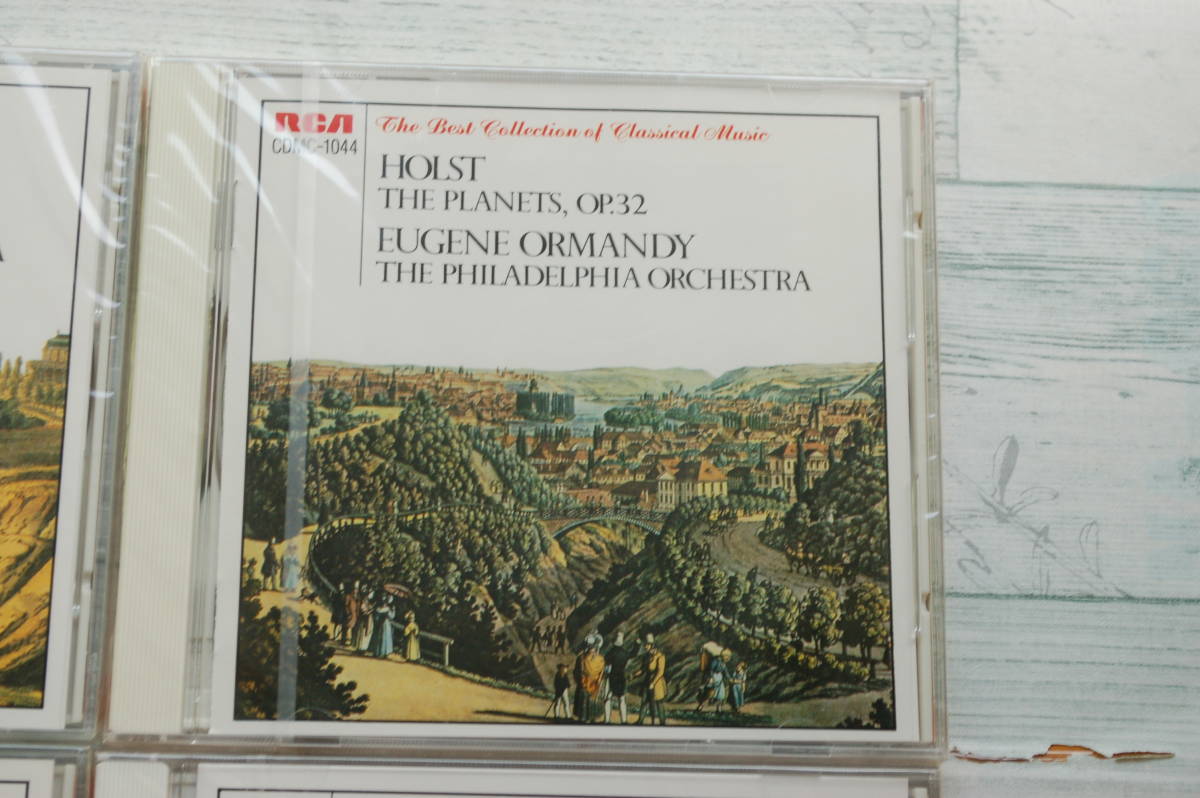 RCA
CDMC-1044
The Best Collection of Classical Music
HOLST
THE PLANETS, OP.32
EUGENE ORMANDY
THE PHILADELPHIA ORCHESTRA
A